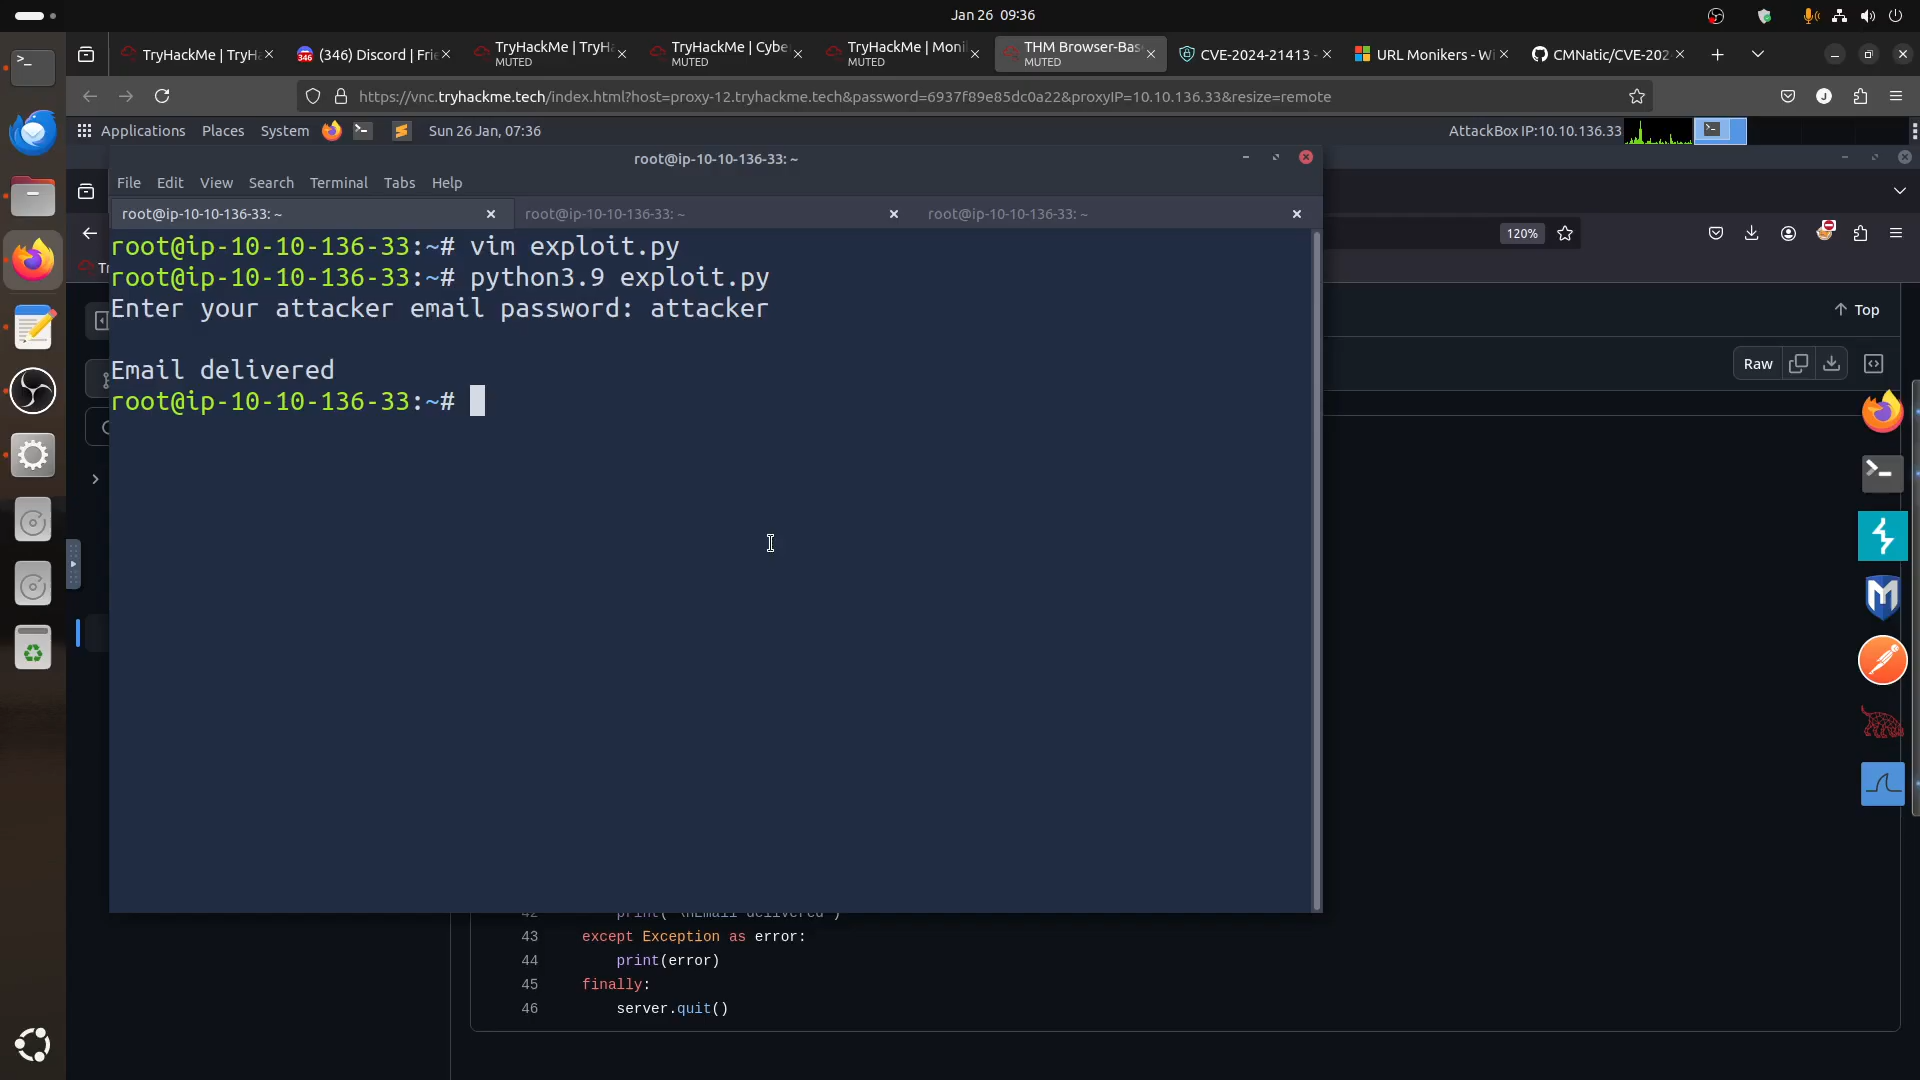 Jan 26 09:36
TryHackMe | TryH
(346) Discord | Frie
TryHackMe | TryHa
MUTED
TryHackMe | Cybe
MUTED
TryHackMe | Moni
MUTED
THM Browser-Bas
MUTED
CVE-2024-21413 -
URL Monikers - Wi
CMNatic/CVE-202
https://vnc.tryhackme.tech/index.html?host=proxy-12.tryhackme.tech&password=6937f89e85dc0a22&proxyIP=10.10.136.33&resize=remote
Applications Places System Sun 26 Jan, 07:36 AttackBox IP:10.10.136.33
root@ip-10-10-136-33: ~
File Edit View Search Terminal Tabs Help
root@ip-10-10-136-33: ~ root@ip-10-10-136-33: ~ root@ip-10-10-136-33: ~
120%
root@ip-10-10-136-33:~# vim exploit.py
root@ip-10-10-136-33:~# python3.9 exploit.py
Enter your attacker email password: attacker
Email delivered
root@ip-10-10-136-33:~#
Top
Raw
42 print("\nEmail delivered")
43 except Exception as error:
44 print(error)
45 finally:
46 server.quit()